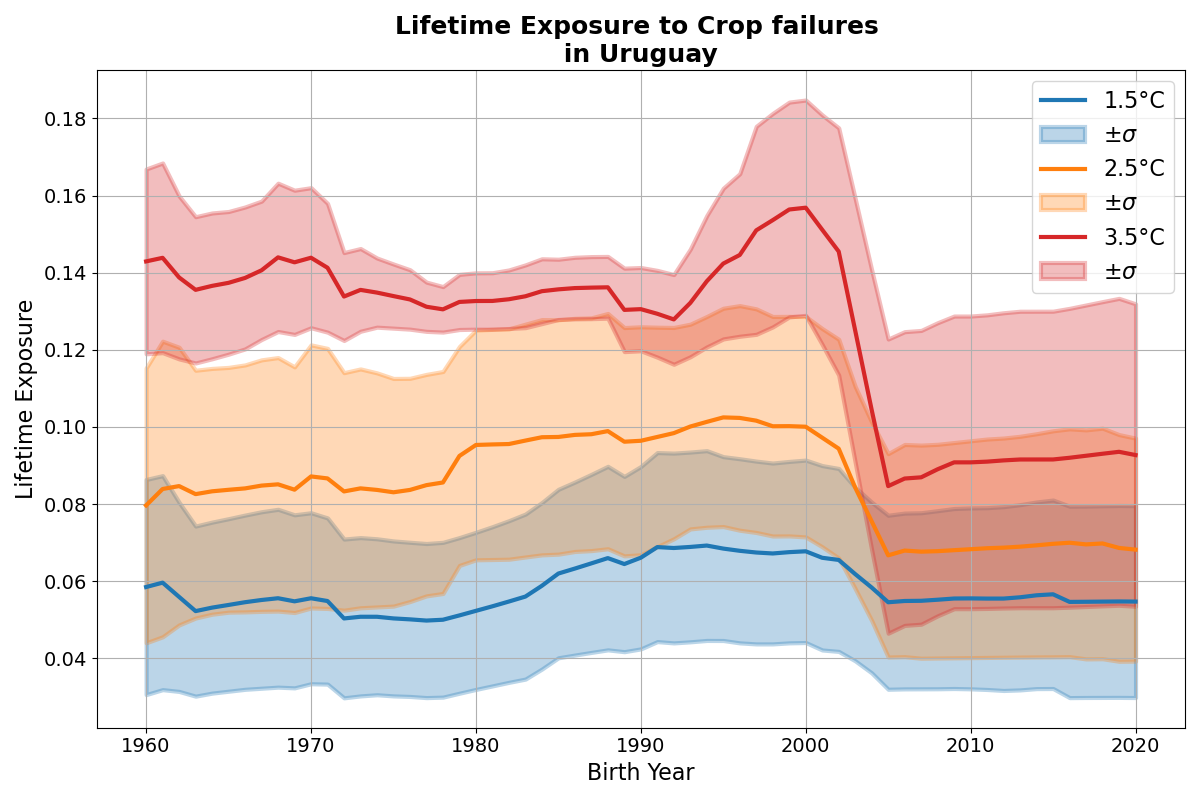 Lifetime Exposure to Crop failures
in Uruguay
Lifetime Exposure
0.18
0.16
0.14
0.12
0.10
0.08
0.06
0.04
1960 1970 1980 1990 2000 2010 2020
Birth Year
1.5°C
±σ
2.5°C
±σ
3.5°C
±σ